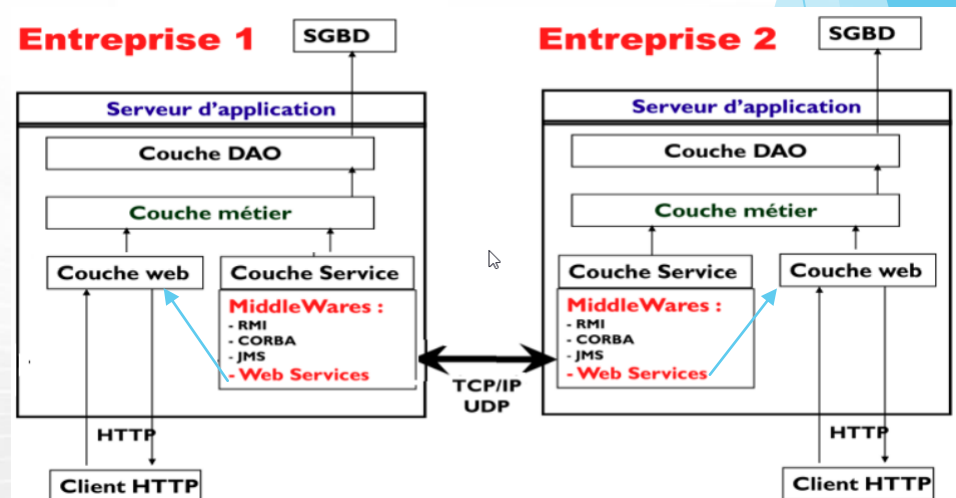 Entreprise 1
SGBD
Serveur d'application
Couche DAO
Couche métier
Couche web
Couche Service
MiddleWares :
- RMI
- CORBA
- JMS
- Web Services
HTTP
Client HTTP
TCP/IP
UDP
Entreprise 2
SGBD
Serveur d'application
Couche DAO
Couche métier
Couche Service
MiddleWares :
- RMI
- CORBA
- JMS
- Web Services
Couche web
HTTP
Client HTTP